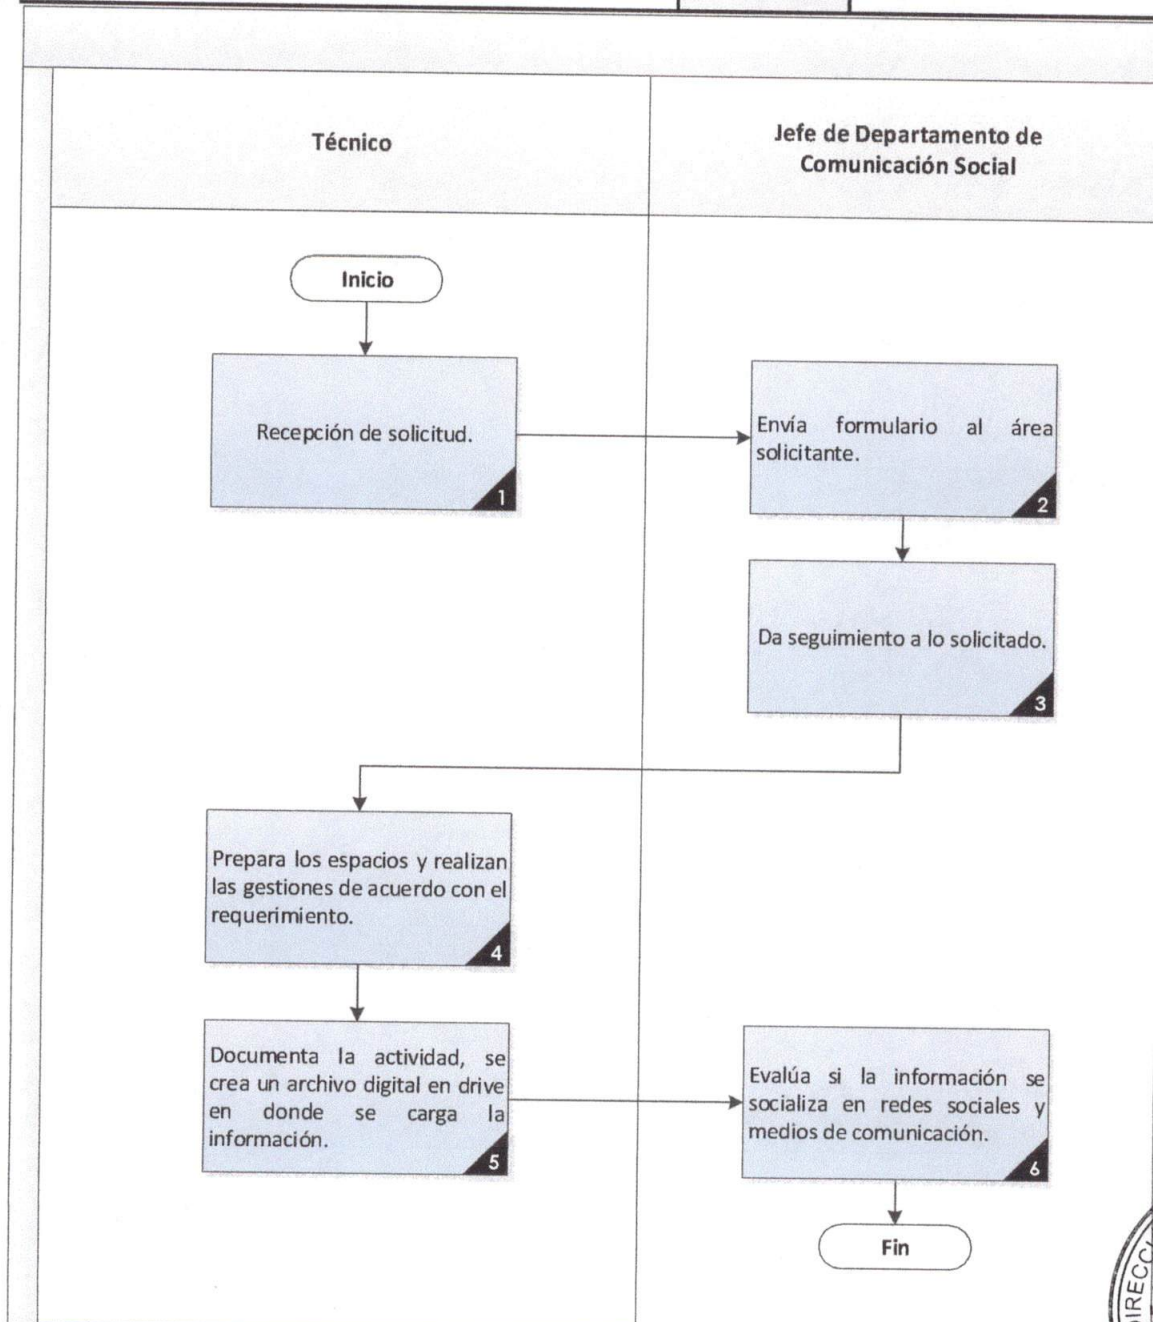 Técnico
Jefe de Departamento de
Comunicación Social
Inicio
Recepción de solicitud.
1
Envía formulario al área
solicitante.
2
Da seguimiento a lo solicitado.
3
Prepara los espacios y realizan
las gestiones de acuerdo con el
requerimiento.
4
Documenta la actividad, se
crea un archivo digital en drive
en donde se carga la
información.
5
Evalúa si la información se
socializa en redes sociales y
medios de comunicación.
6
Fin